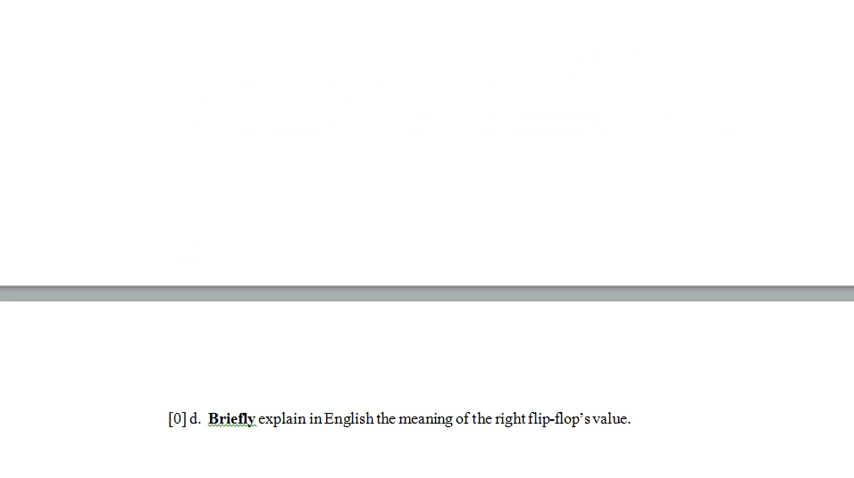 [0] d. Briefly explain in English the meaning of the right flip-flop’s value.